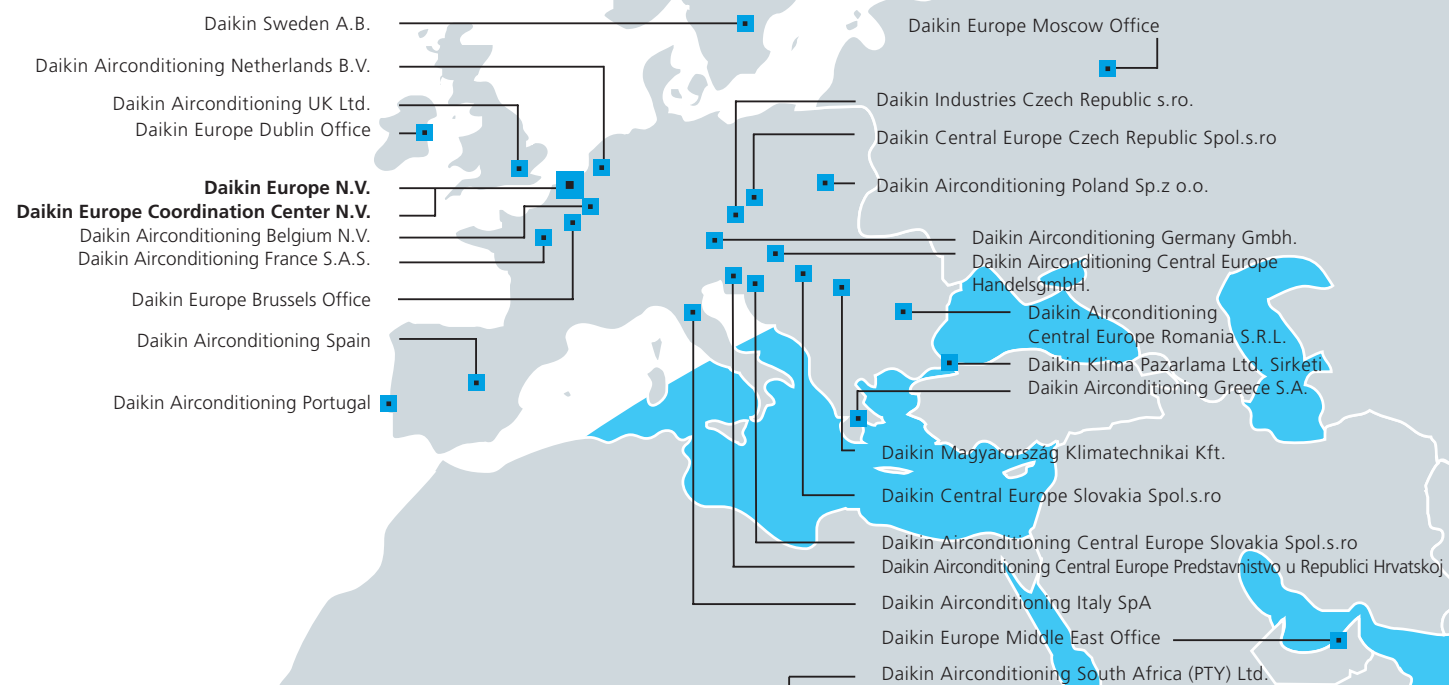 Daikin Sweden A.B.
Daikin Airconditioning Netherlands B.V.
Daikin Airconditioning UK Ltd.
Daikin Europe Dublin Office
Daikin Europe N.V.
Daikin Europe Coordination Center N.V.
Daikin Airconditioning Belgium N.V.
Daikin Airconditioning France S.A.S.
Daikin Europe Brussels Office
Daikin Airconditioning Spain
Daikin Airconditioning Portugal
Daikin Europe Moscow Office
Daikin Industries Czech Republic s.ro.
Daikin Central Europe Czech Republic Spol.s.ro
Daikin Airconditioning Poland Sp.z o.o.
Daikin Airconditioning Germany Gmbh.
Daikin Airconditioning Central Europe
HandelsgmbH.
Daikin Airconditioning
Central Europe Romania S.R.L.
Daikin Klima Pazarlama Ltd. Sirketi
Daikin Airconditioning Greece S.A.
Daikin Magyarország Klimatechnikai Kft.
Daikin Central Europe Slovakia Spol.s.ro
Daikin Airconditioning Central Europe Slovakia Spol.s.ro
Daikin Airconditioning Central Europe Predstavnistvo u Republici Hrvatskoj
Daikin Airconditioning Italy SpA
Daikin Europe Middle East Office
Daikin Airconditioning South Africa (PTY) Ltd.